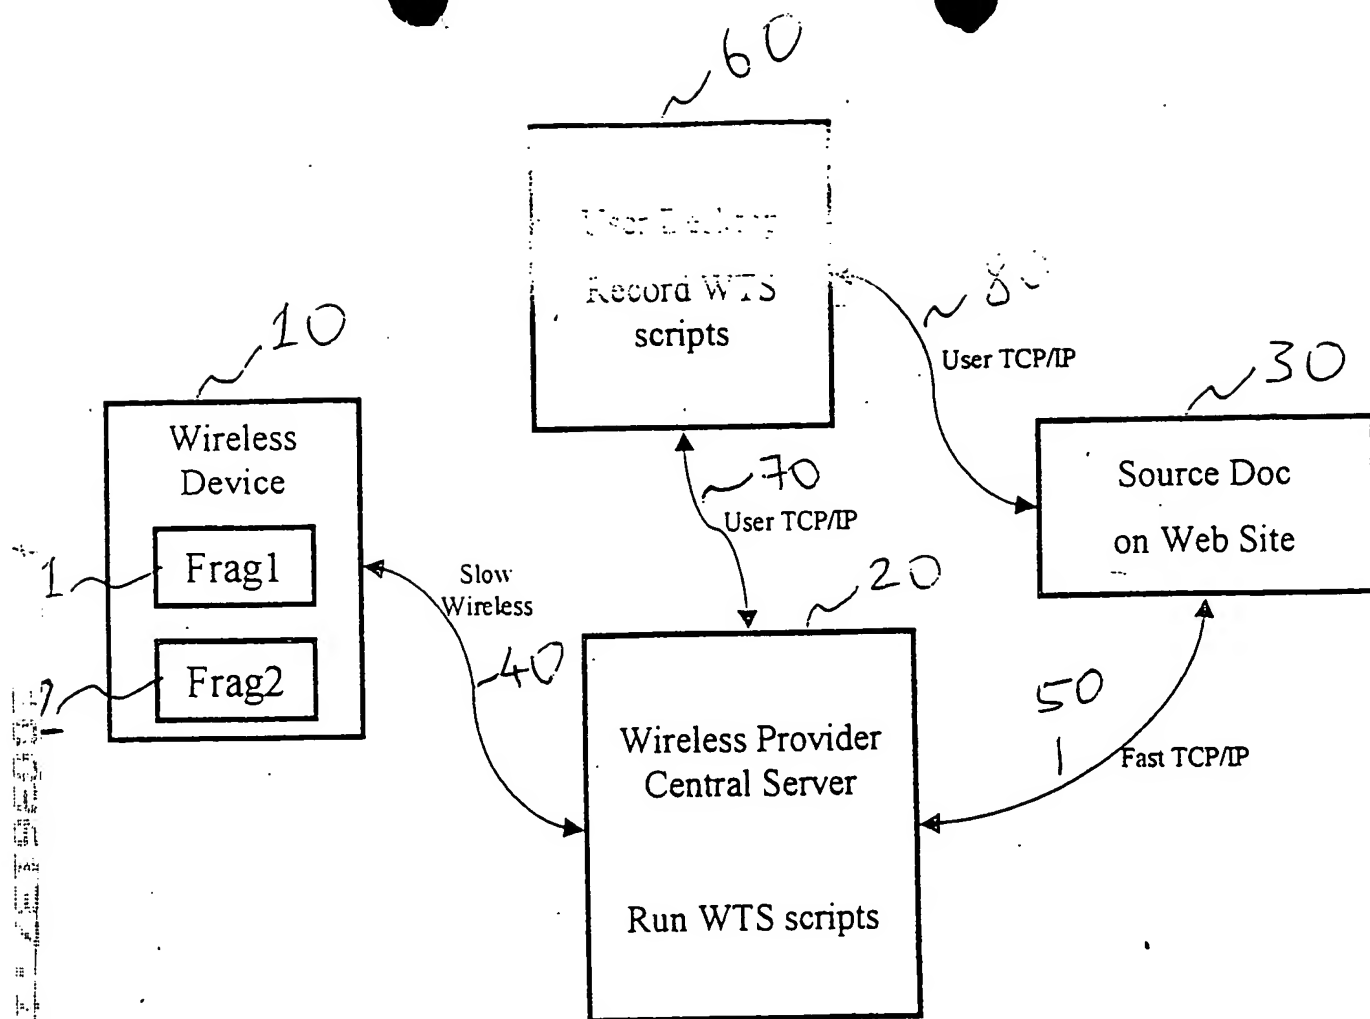 60
User Desktop
Record WTS
scripts
80
User TCP/IP
10
Wireless
Device
Frag1
1
Frag2
30
Source Doc
on Web Site
70
User TCP/IP
Slow
Wireless
40
20
Wireless Provider
Central Server
Run WTS scripts
50
Fast TCP/IP